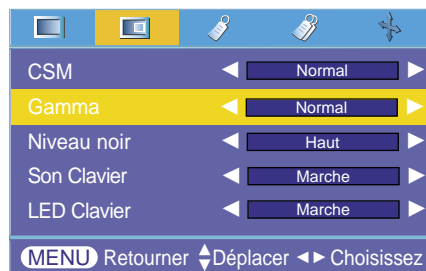 CSM Normal
Gamma Normal
Niveau noir Haut
Son Clavier Marche
LED Clavier Marche
MENU Retourner Déplacer Choisissez